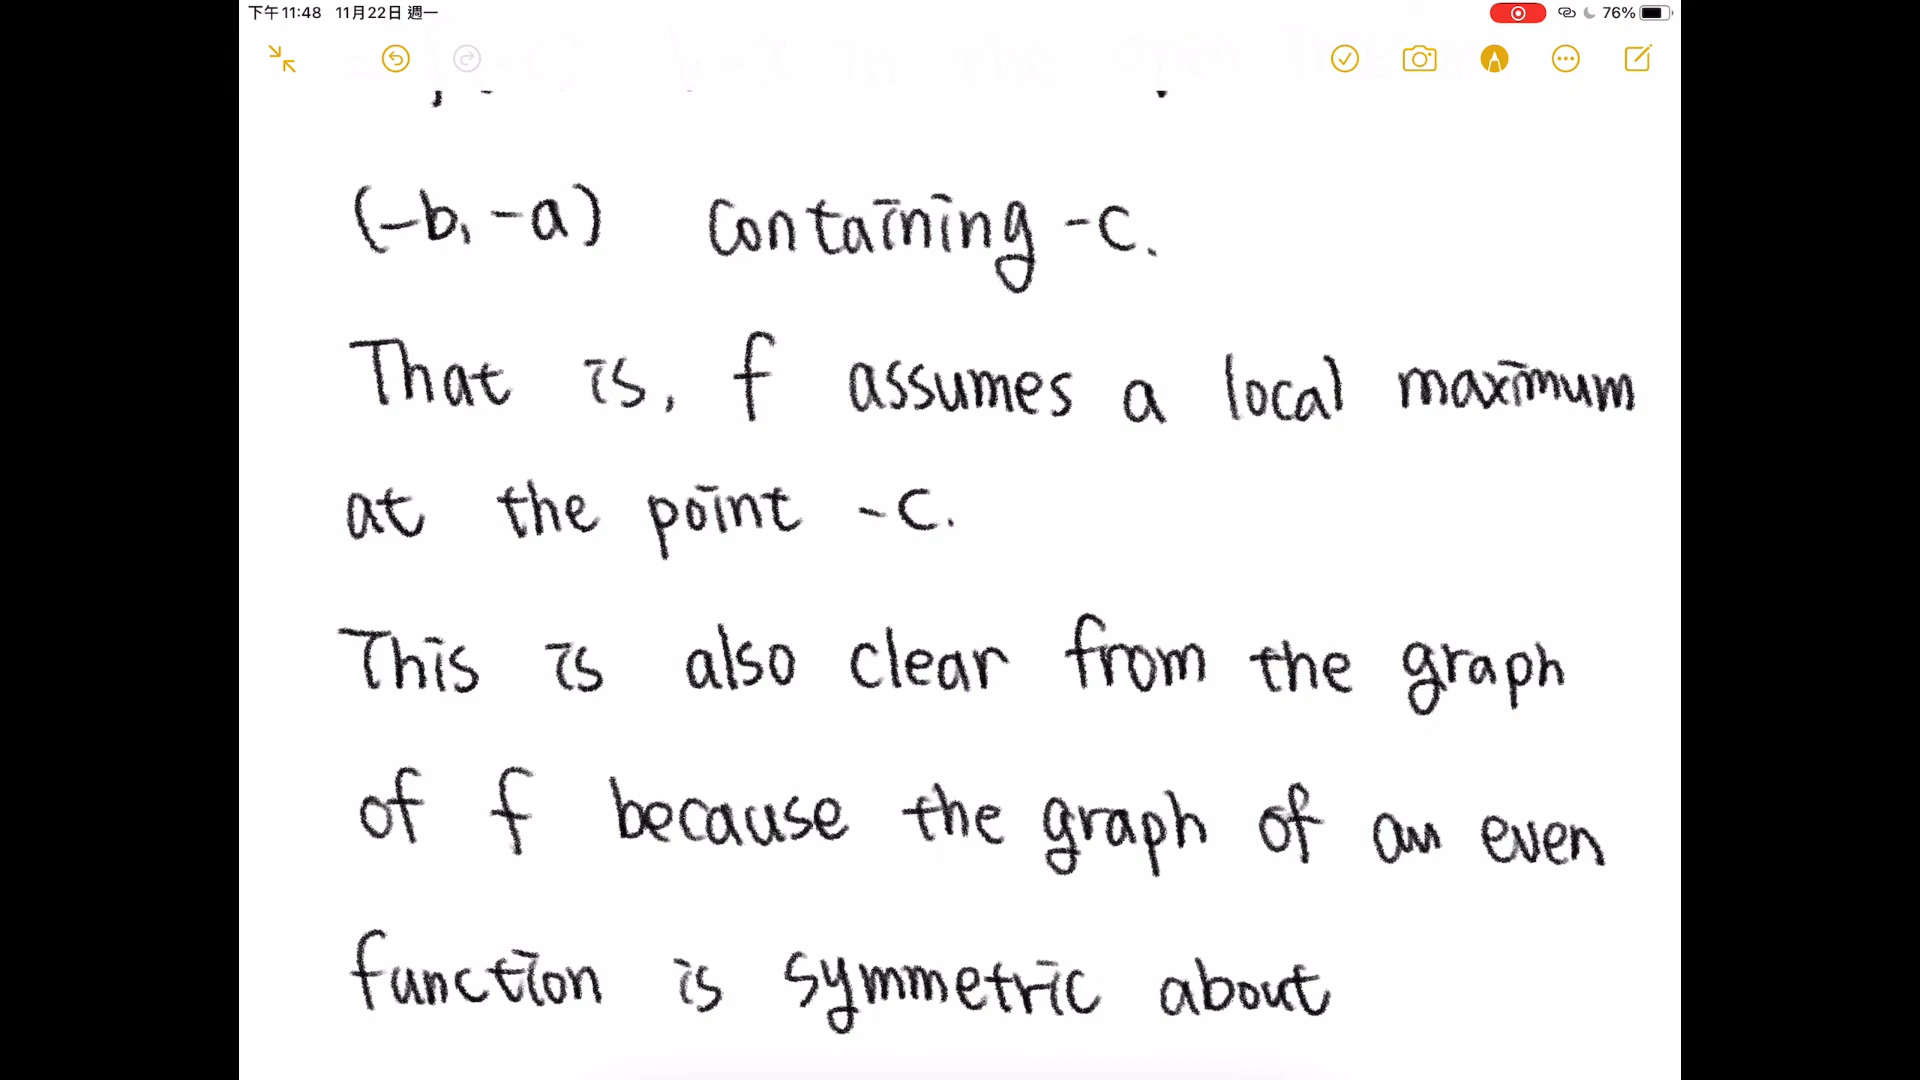 下午11:48 11月22日 週一 76%
(-b, -a) containing -c.
That is, f assumes a local maximum
at the point -c.
This is also clear from the graph
of f because the graph of an even
function is symmetric about